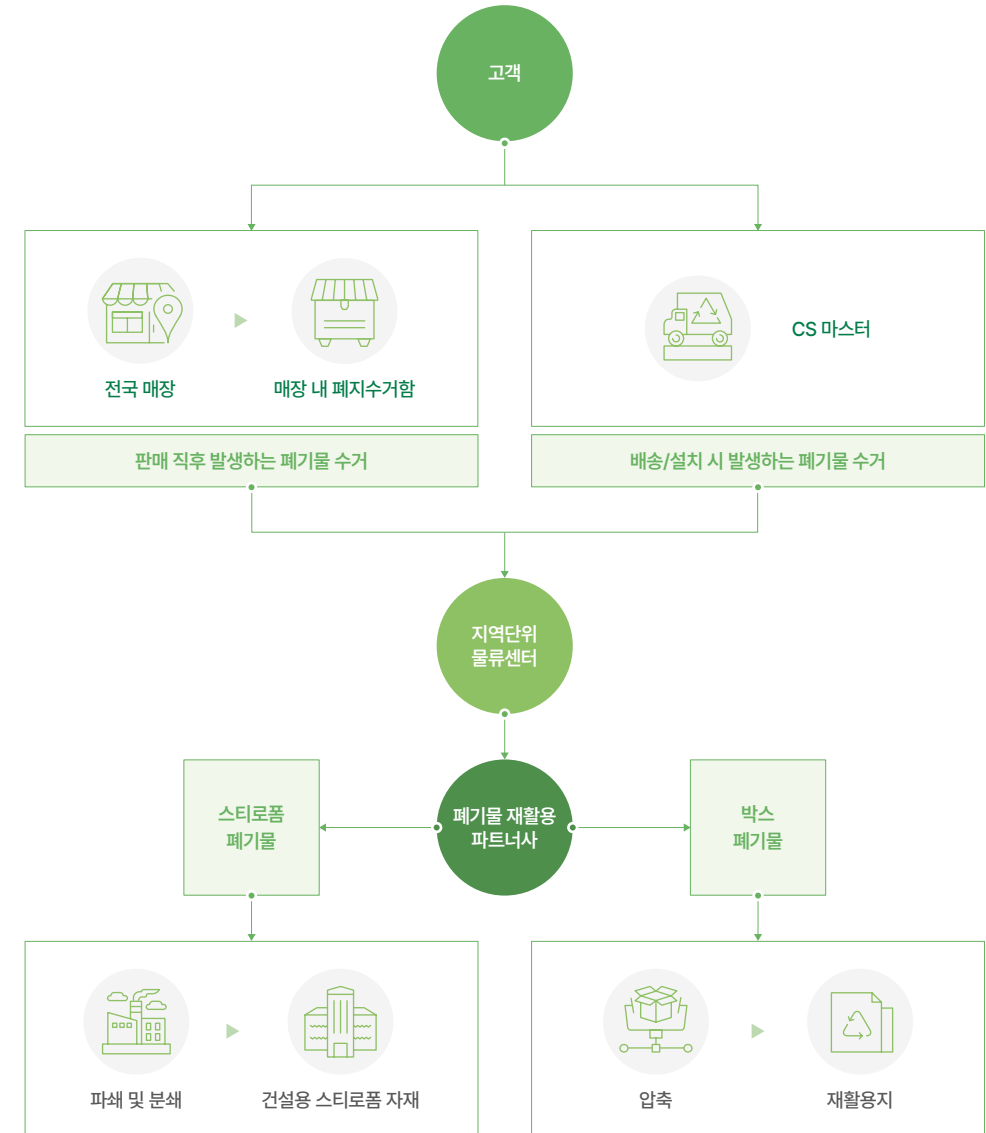 고객
전국 매장
매장 내 폐지수거함
CS 마스터
판매 직후 발생하는 폐기물 수거
배송/설치 시 발생하는 폐기물 수거
지역단위
물류센터
스티로폼
폐기물
폐기물 재활용
파트너사
박스
폐기물
파쇄 및 분쇄
건설용 스티로폼 자재
압축
재활용지